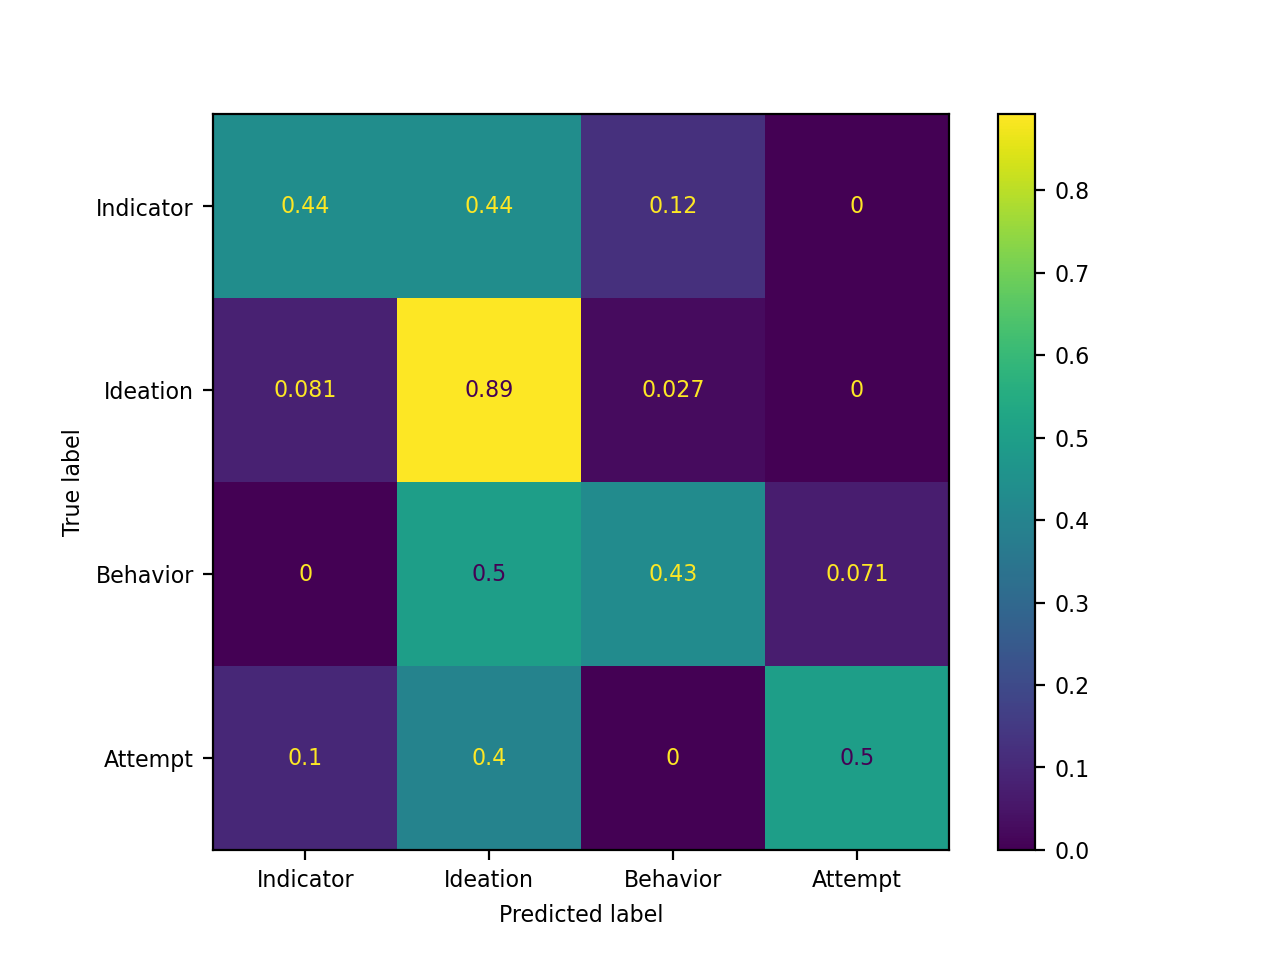 Indicator 0.44 0.44 0.12 0
Ideation 0.081 0.89 0.027 0
Behavior 0 0.5 0.43 0.071
Attempt 0.1 0.4 0 0.5
True label
Indicator Ideation Behavior Attempt
Predicted label
0.8
0.7
0.6
0.5
0.4
0.3
0.2
0.1
0.0